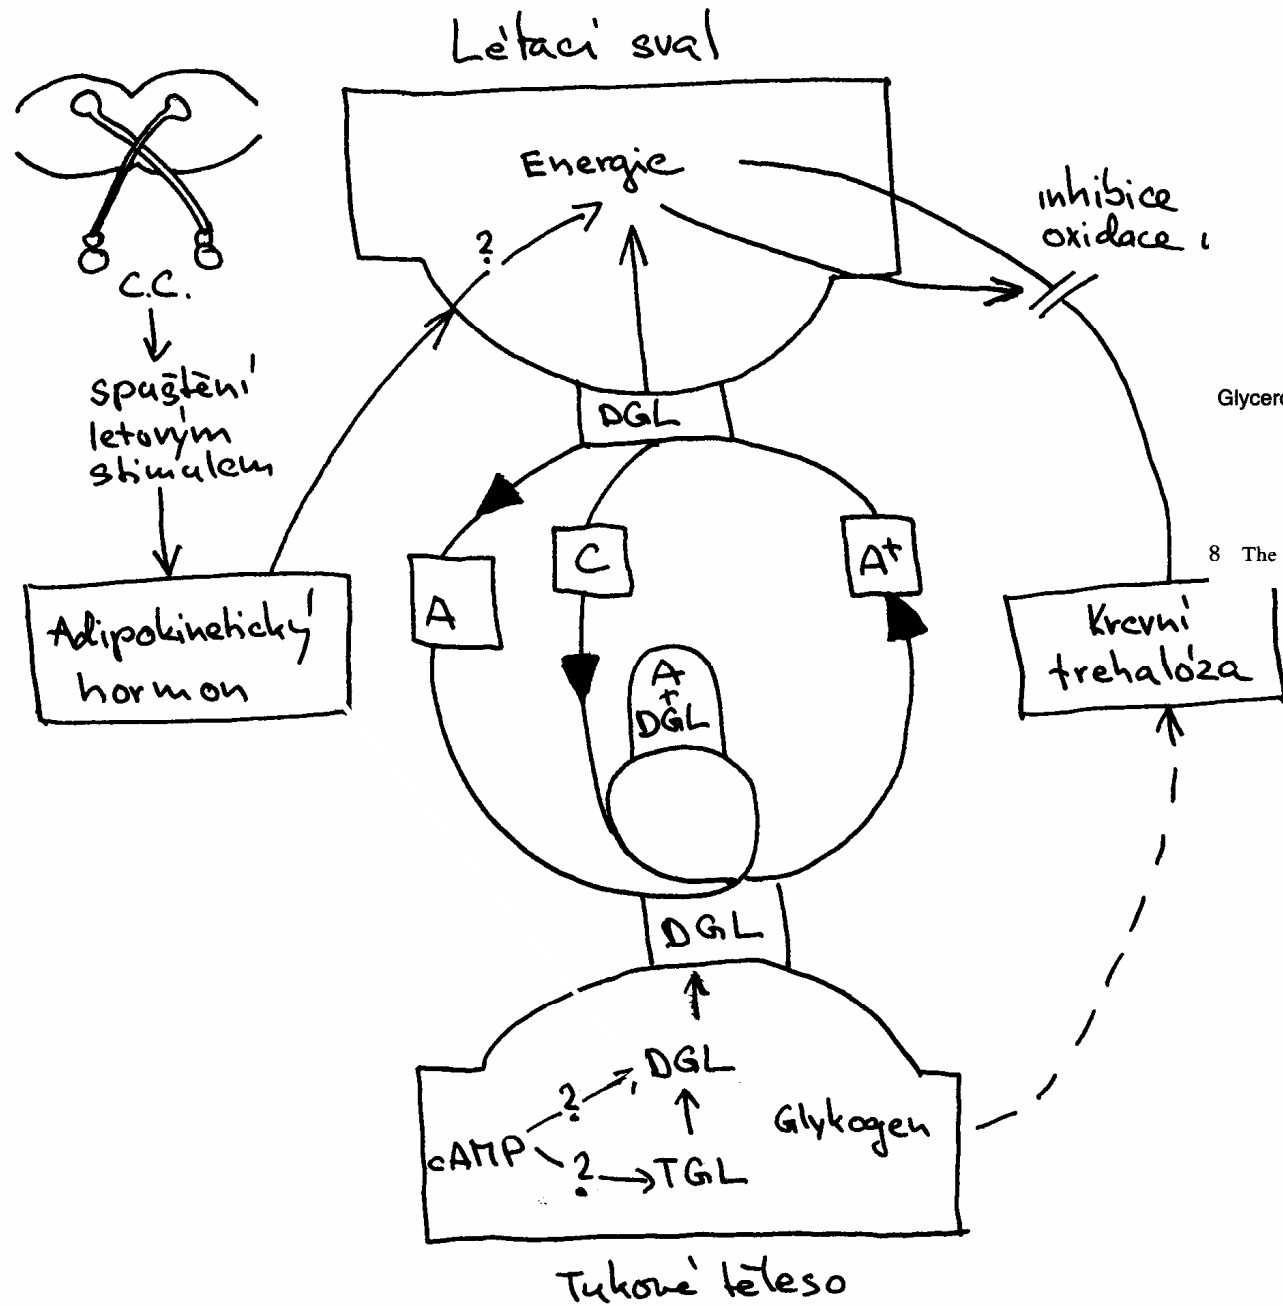 Létací sval
Energie
inhibice
oxidace
?
C.C.
spuštění
letovým
stimulem
DGL
Glycer
8 The
A
C
A+
Adipokinetický
hormon
Krevní
trehalóza
A
+
DGL
DGL
DGL
?
Glykogen
cAMP
?
TGL
Tukové těleso